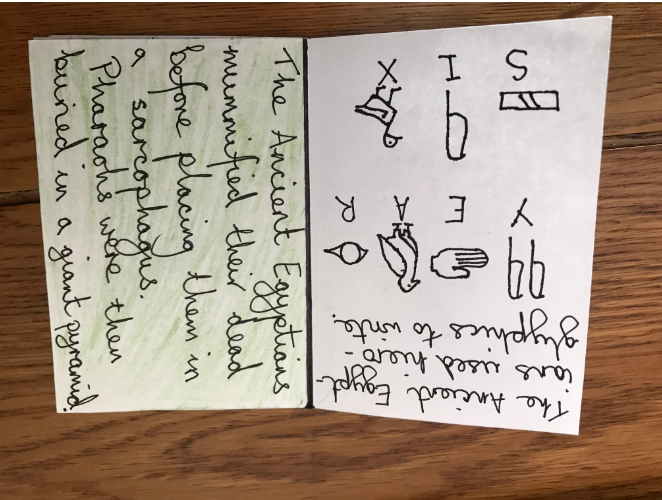 The Ancient Egyptians
mummified their dead
before placing them in
a sarcophagus.
Pharaohs were then
buried in a giant pyramid.
The Ancient Egypt-
ians used hiero-
glyphics to write.
Y E A R
S I X